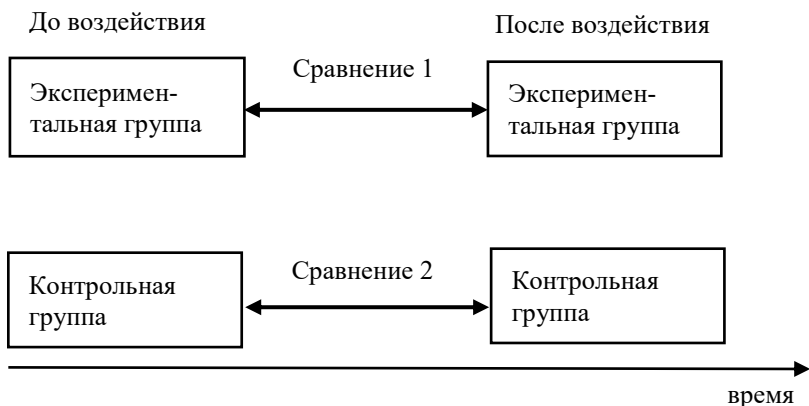 До воздействия
После воздействия
Сравнение 1
Эксперимен-
тальная группа
Эксперимен-
тальная группа
Сравнение 2
Контрольная
группа
Контрольная
группа
время